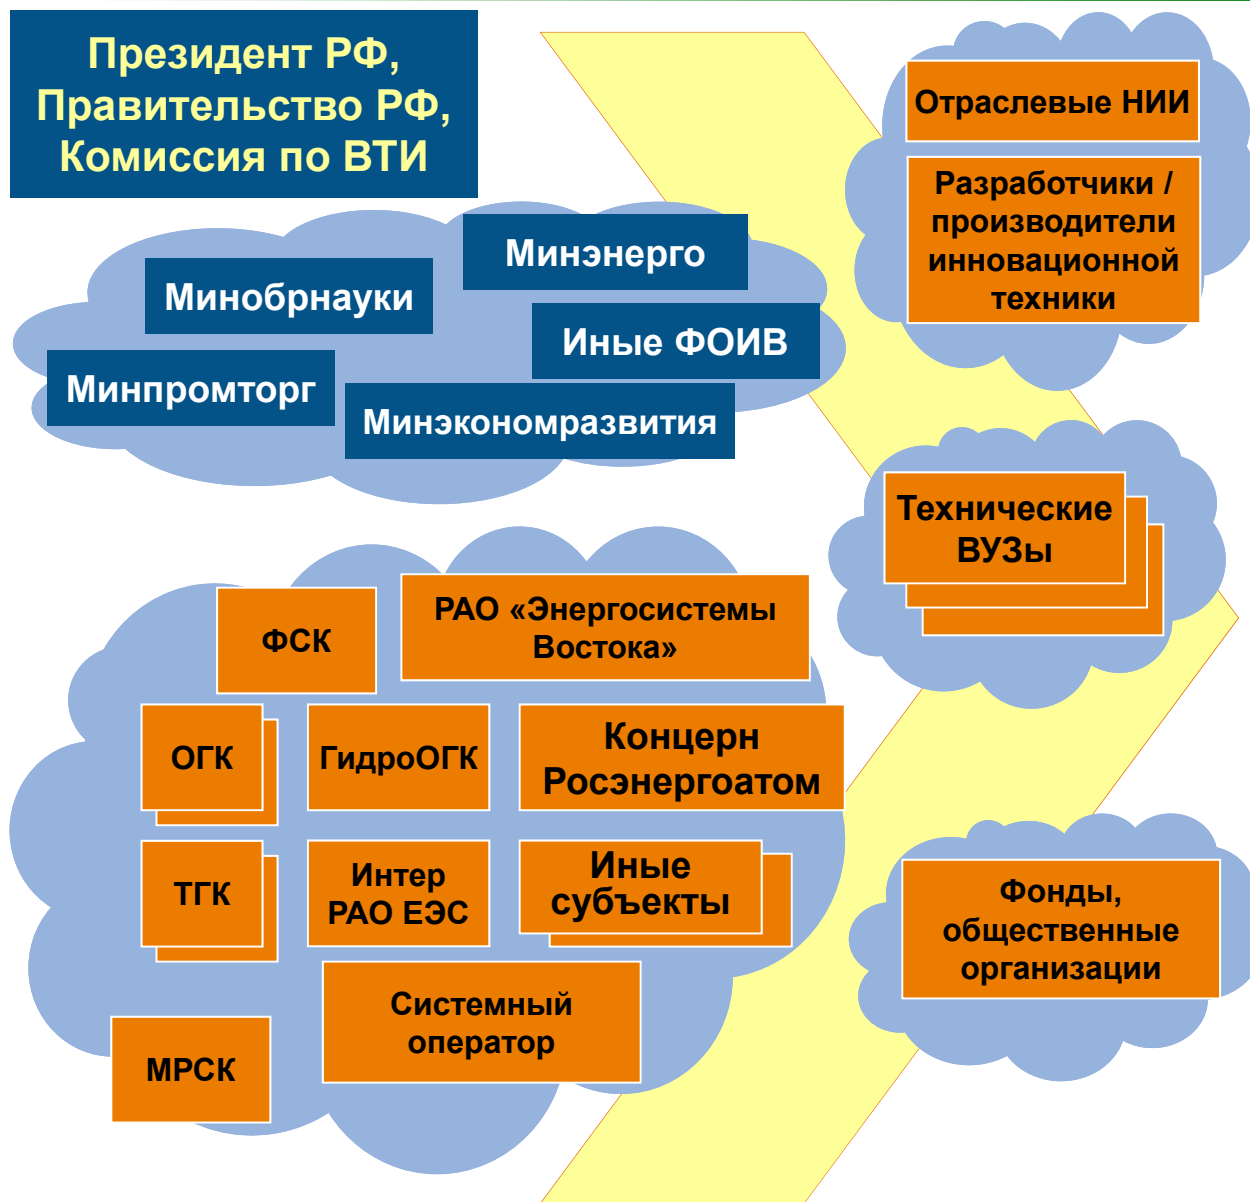 Президент РФ,
Правительство РФ,
Комиссия по ВТИ
Минэнерго
Минобрнауки
Иные ФОИВ
Минпромторг
Минэкономразвития
ФСК
РАО «Энергосистемы
Востока»
ОГК
ГидроОГК
Концерн
Росэнергоатом
ТГК
Интер
РАО ЕЭС
Иные
субъекты
Системный
оператор
МРСК
Отраслевые НИИ
Разработчики /
производители
инновационной
техники
Технические
ВУЗы
Фонды,
общественные
организации